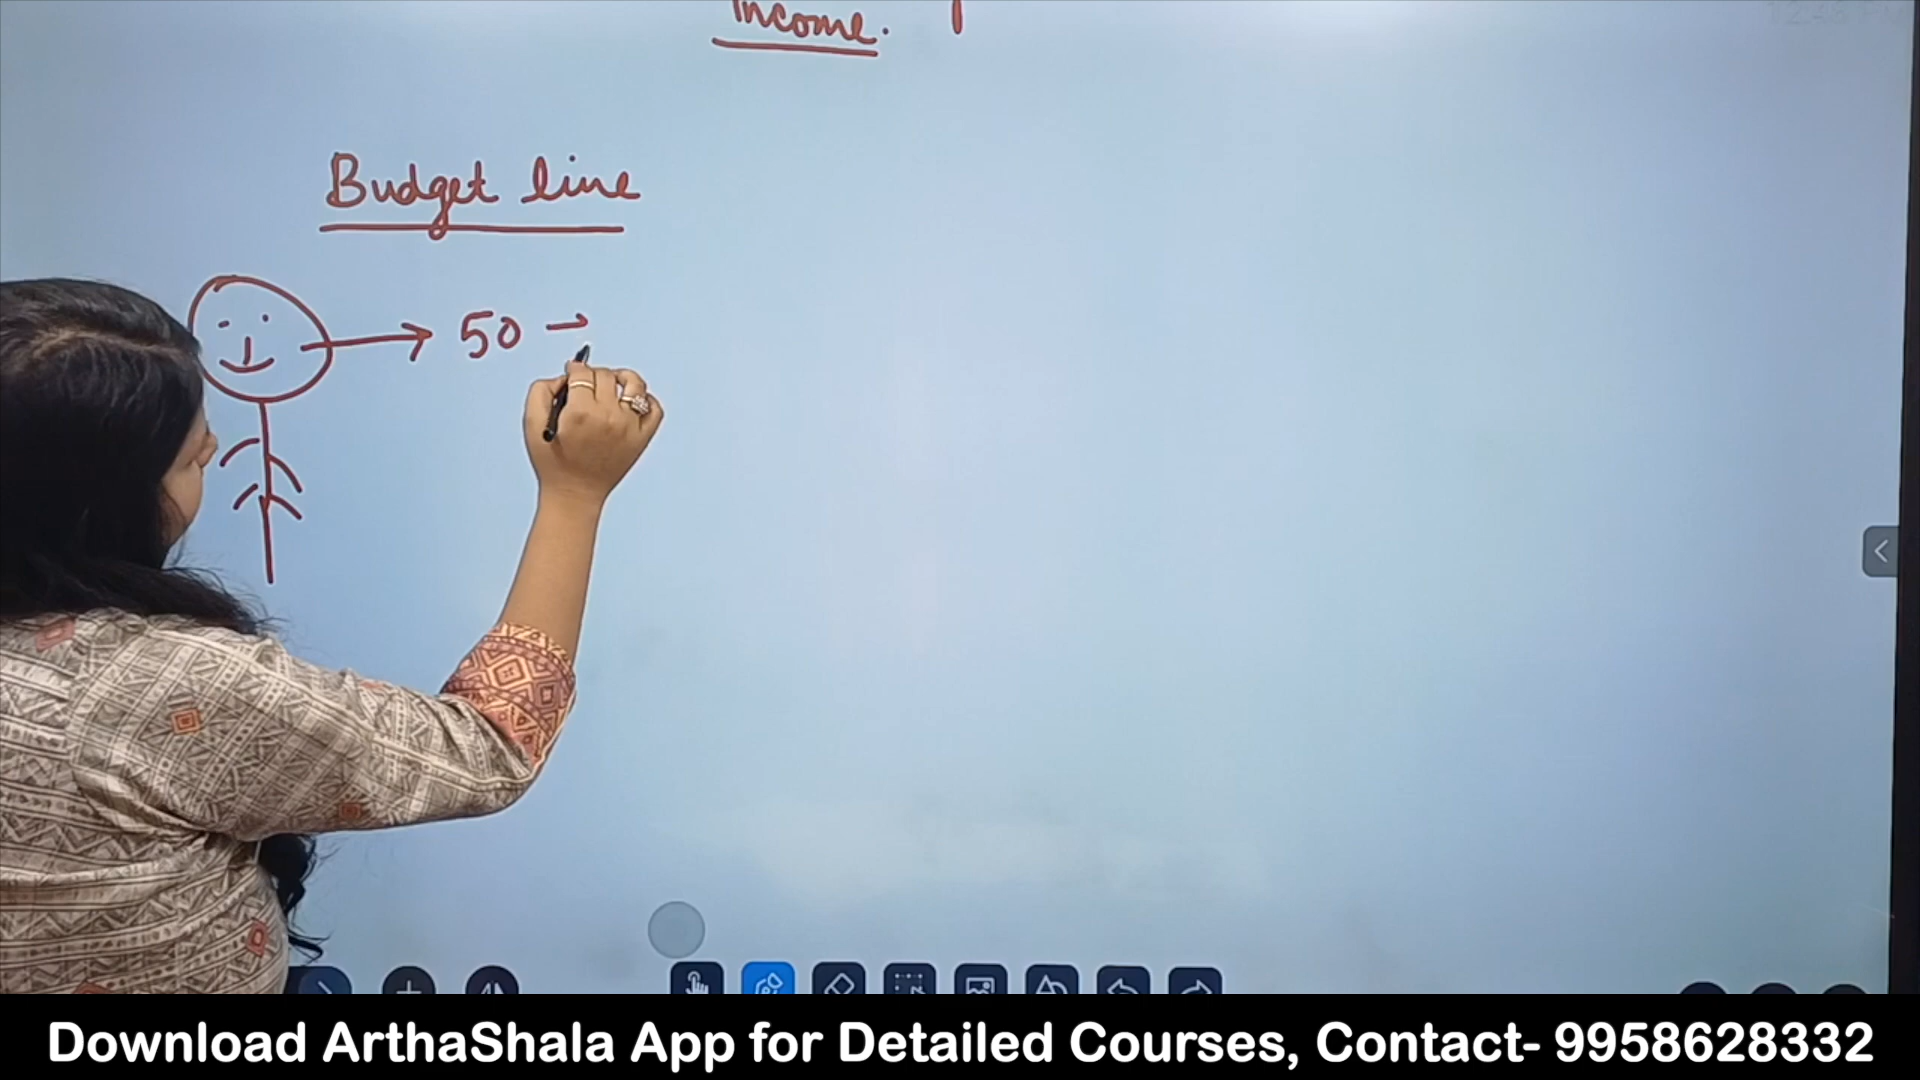 Income.
Budget line
→ 50 →
Download ArthaShala App for Detailed Courses, Contact- 9958628332